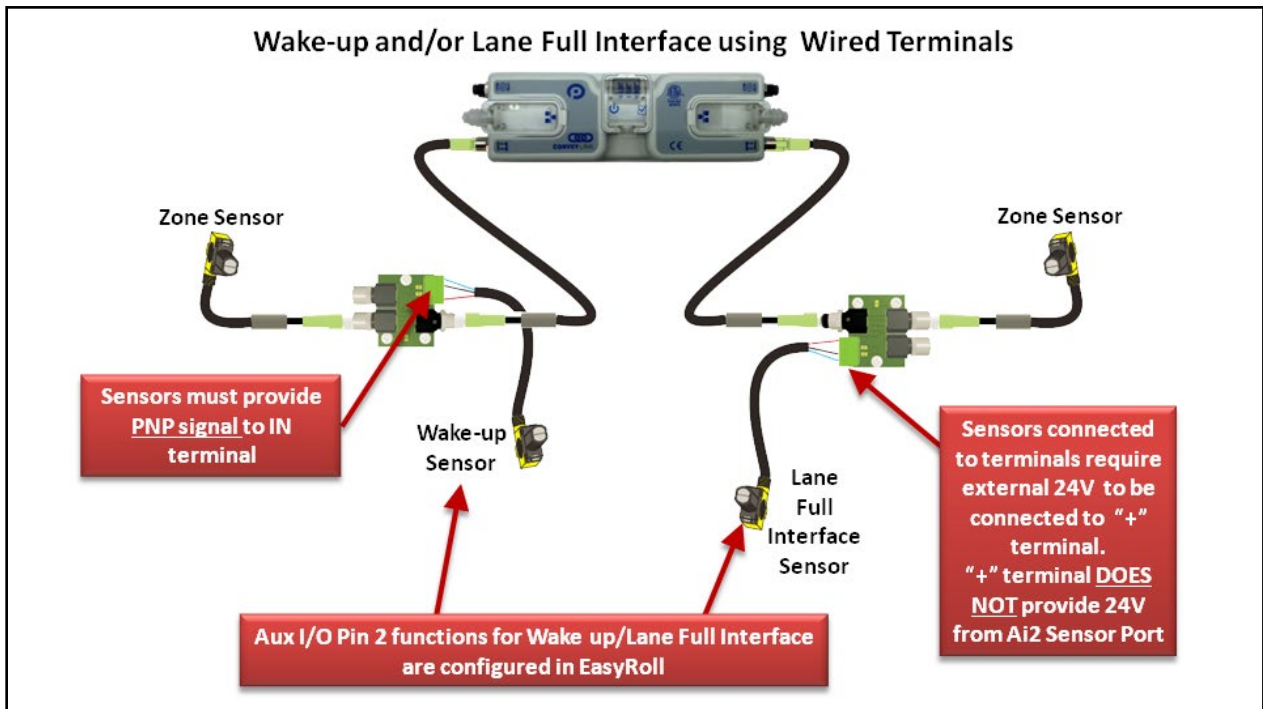 Wake-up and/or Lane Full Interface using Wired Terminals
CONVEYLINX
CE
Zone Sensor
Zone Sensor
Sensors must provide
PNP signal to IN
terminal
Wake-up
Sensor
Lane
Full
Interface
Sensor
Sensors connected
to terminals require
external 24V to be
connected to "+"
terminal.
"+" terminal DOES
NOT provide 24V
from Ai2 Sensor Port
Aux I/O Pin 2 functions for Wake up/Lane Full Interface
are configured in EasyRoll